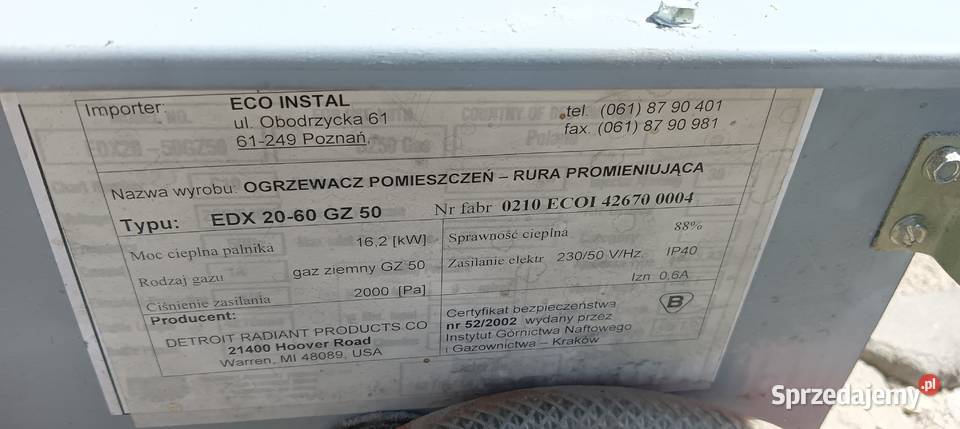 Importer: ECO INSTAL
ul. Obodrzycka 61
61-249 Poznań
tel. (061) 87 90 401
fax. (061) 87 90 981
Nazwa wyrobu: OGRZEWACZ POMIESZCZEŃ – RURA PROMIENIUJĄCA
Typu: EDX 20-60 GZ 50 Nr fabr 0210 ECOI 42670 0004
Moc cieplna palnika 16,2 [kW]
Rodzaj gazu gaz ziemny GZ 50
Ciśnienie zasilania 2000 [Pa]
Sprawność cieplna 88%
Zasilanie elektr 230/50 V/Hz. IP40
Izn 0,6A
Producent:
DETROIT RADIANT PRODUCTS CO
21400 Hoover Road
Warren, MI 48089, USA
Certyfikat bezpieczeństwa
nr 52/2002 wydany przez
Instytut Górnictwa Naftowego
i Gazownictwa – Kraków
B
Sprzedajemy.pl